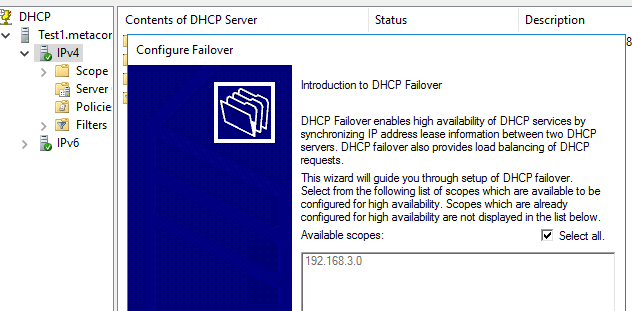 DHCP
Contents of DHCP Server Status Description
Test1.metacor
IPv4
Scope
Server
Policie
Filters
IPv6
8
Configure Failover
Introduction to DHCP Failover
DHCP Failover enables high availability of DHCP services by
synchronizing IP address lease information between two DHCP
servers. DHCP failover also provides load balancing of DHCP
requests.
This wizard will guide you through setup of DHCP failover.
Select from the following list of scopes which are available to be
configured for high availability. Scopes which are already
configured for high availability are not displayed in the list below.
Available scopes:
Select all.
192.168.3.0